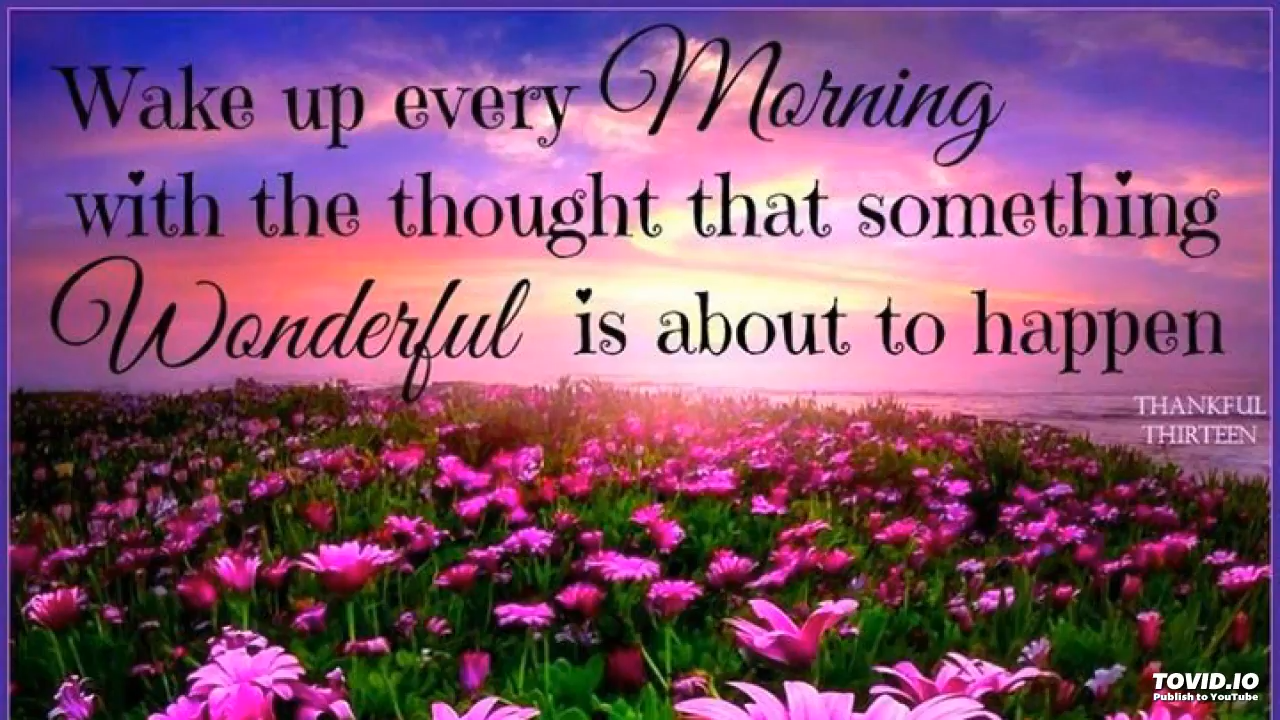 Wake up every Morning
with the thought that something
Wonderful is about to happen
THANKFUL
THIRTEEN
TOVID.IO
Publish to YouTube